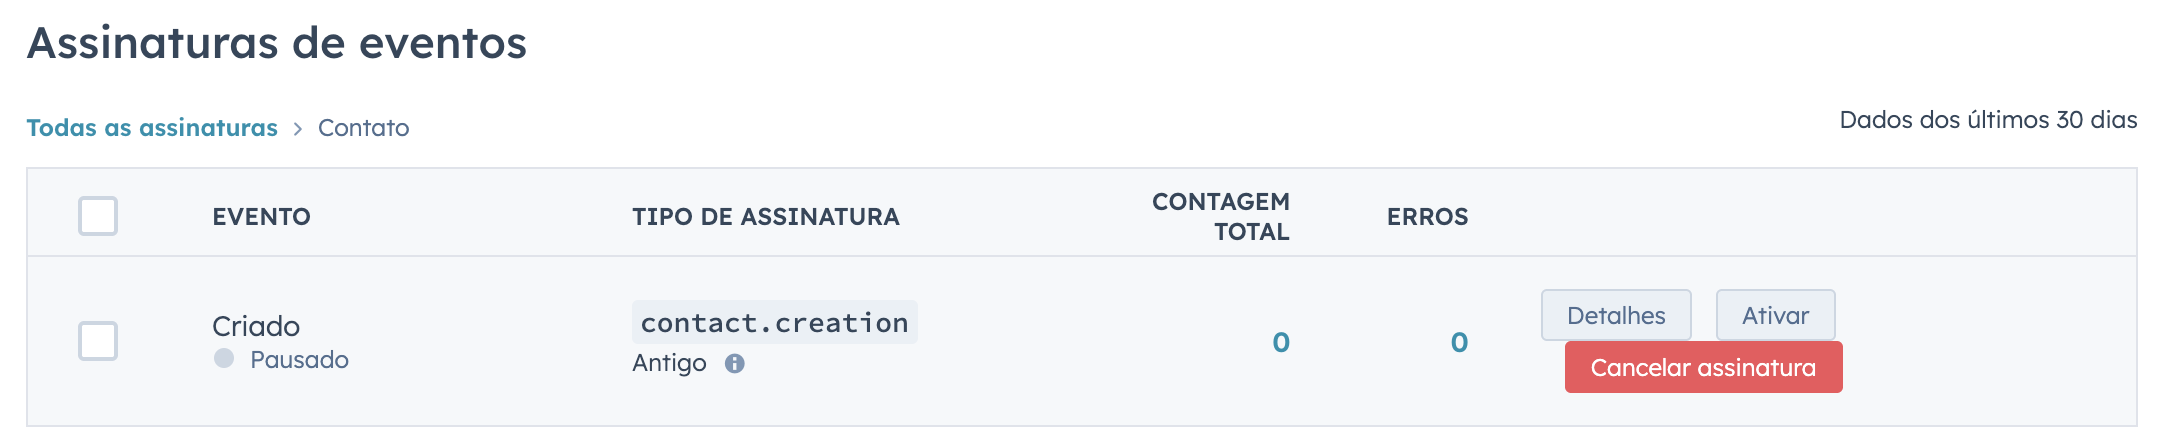 Assinaturas de eventos
Todas as assinaturas > Contato
Dados dos últimos 30 dias
EVENTO
TIPO DE ASSINATURA
CONTAGEM
TOTAL
ERROS
Criado
Pausado
contact.creation
Antigo
0
0
Detalhes
Ativar
Cancelar assinatura